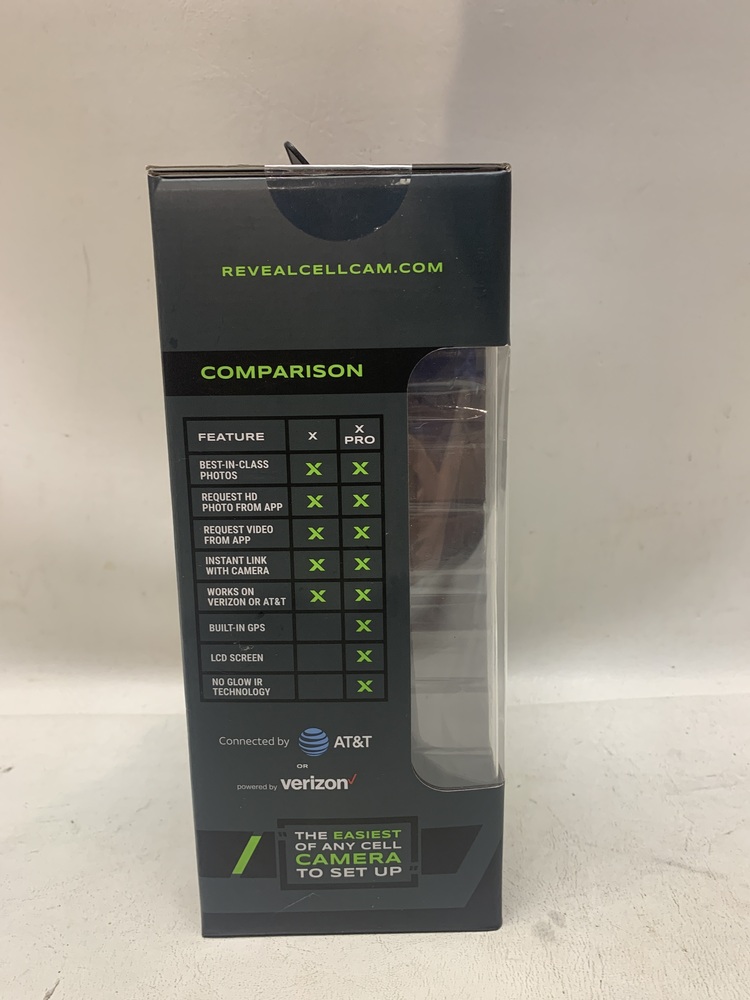 REVEALCELLCAM.COM
COMPARISON
FEATURE X X PRO
BEST-IN-CLASS PHOTOS X X
REQUEST HD PHOTO FROM APP X X
REQUEST VIDEO FROM APP X X
INSTANT LINK WITH CAMERA X X
WORKS ON VERIZON OR AT&T X X
BUILT-IN GPS X
LCD SCREEN X
NO GLOW IR TECHNOLOGY X
Connected by AT&T
OR
powered by verizon
"THE EASIEST
OF ANY CELL
CAMERA
TO SET UP"